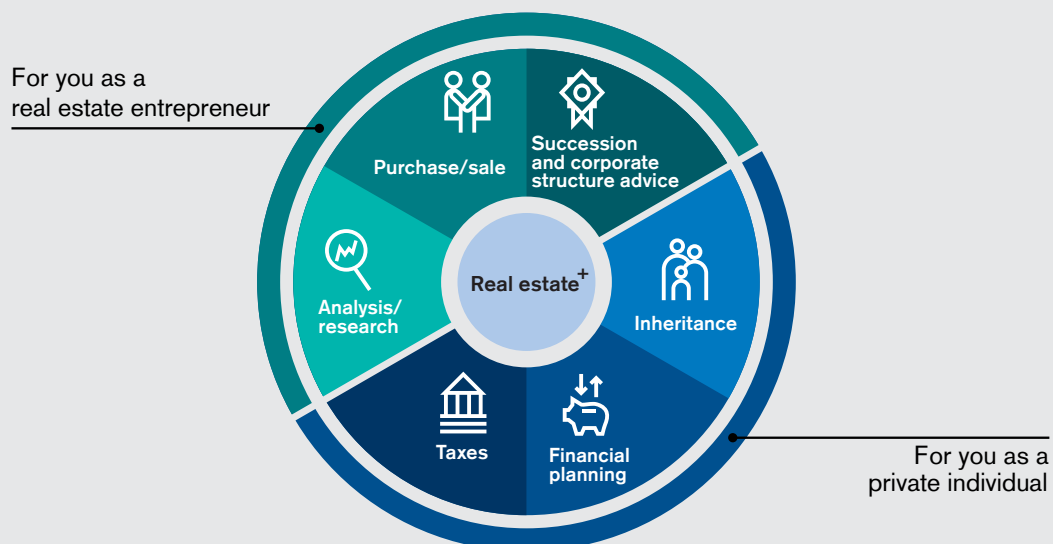 For you as a
real estate entrepreneur
Purchase/sale
Succession
and corporate
structure advice
Analysis/
research
Real estate+
Inheritance
Taxes
Financial
planning
For you as a
private individual